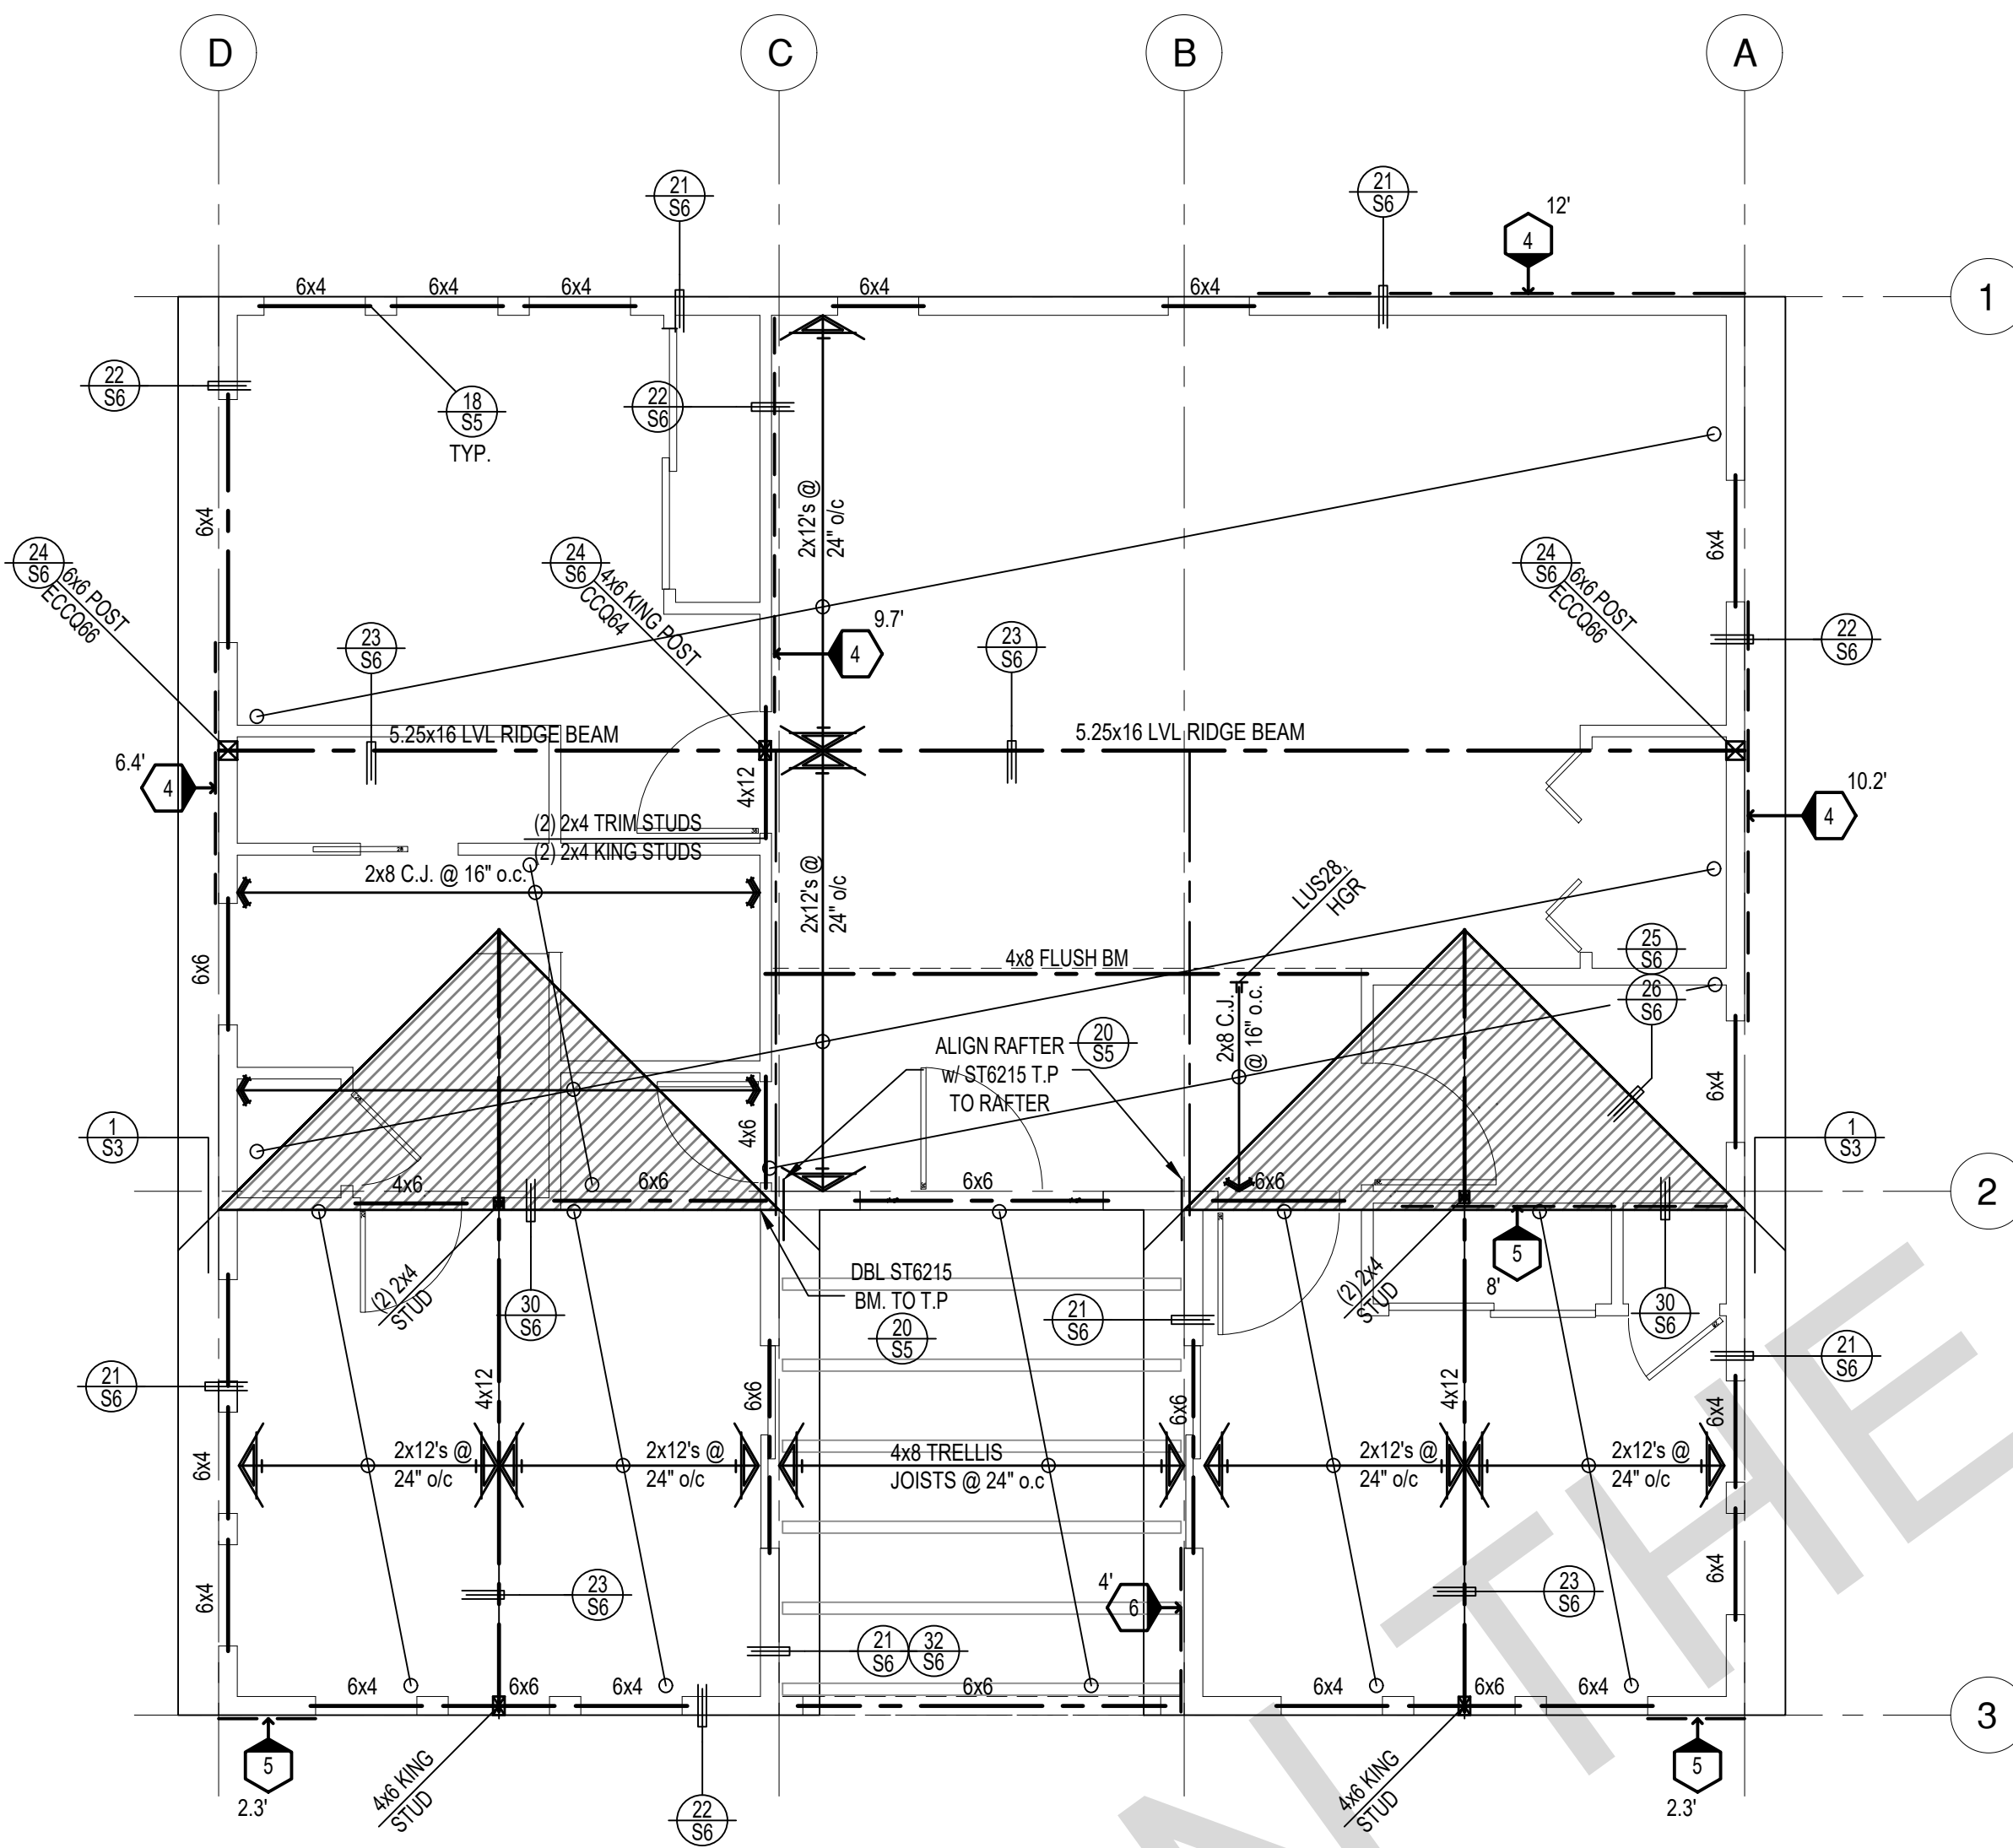 D
C
B
A
21
S6
21
S6
12'
4
6x4
6x4
6x4
6x4
6x4
1
22
S6
18
S5
TYP.
22
S6
2x12's @
24" o/c
6x4
6x4
24
S6
6x6 POST
ECCQ66
24
S6
4x6 KING POST
CCQ64
24
S6
6x6 POST
ECCQ66
23
S6
9.7'
4
23
S6
22
S6
5.25x16 LVL RIDGE BEAM
5.25x16 LVL RIDGE BEAM
6.4'
4
4x12
10.2'
4
(2) 2x4 TRIM STUDS
(2) 2x4 KING STUDS
2x8 C.J. @ 16" o.c.
2x12's @
24" o/c
LUS28,
HGR
6x6
4x8 FLUSH BM
25
S6
26
S6
2x8 C.J.
@ 16" o.c.
ALIGN RAFTER
w/ ST6215 T.P
TO RAFTER
20
S5
6x4
1
S3
4x6
1
S3
4x6
6x6
6x6
6x6
2
(2) 2x4
STUD
30
S6
DBL ST6215
BM. TO T.P
20
S5
21
S6
(2) 2x4
STUD
5
8'
30
S6
21
S6
21
S6
4x12
6x6
6x6
4x12
6x4
6x4
2x12's @
24" o/c
2x12's @
24" o/c
4x8 TRELLIS
JOISTS @ 24" o.c
2x12's @
24" o/c
2x12's @
24" o/c
6x4
23
S6
4'
6
23
S6
6x4
21
S6
32
S6
6x4
6x6
6x4
6x6
6x4
6x6
6x4
3
5
2.3'
4x6 KING
STUD
22
S6
4x6 KING
STUD
5
2.3'
N THE